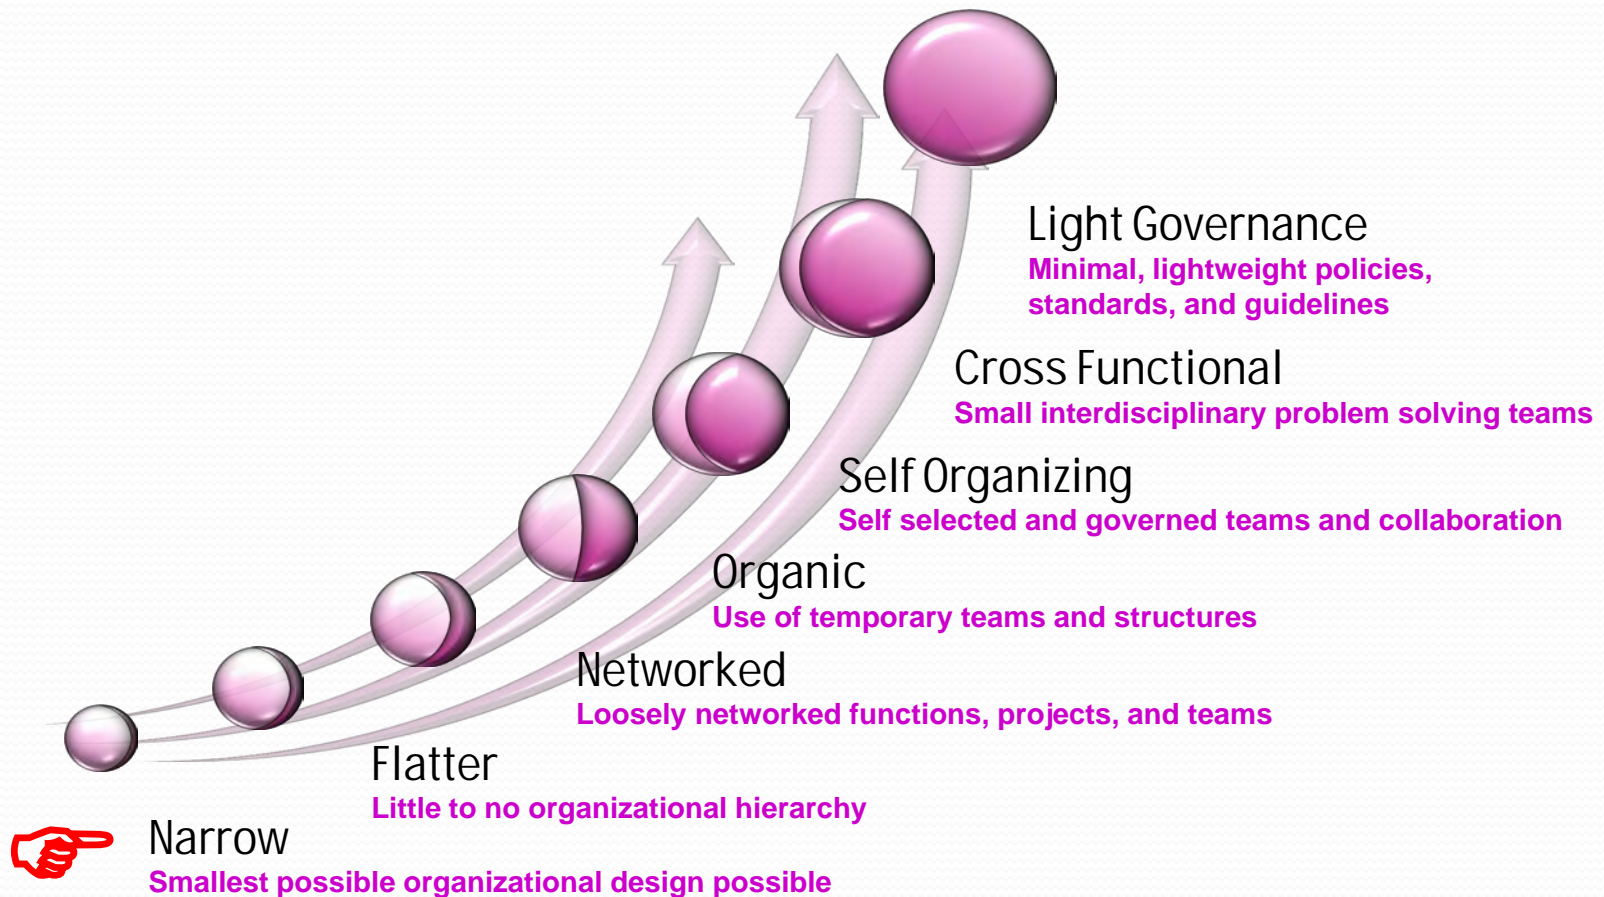 Light Governance
Minimal, lightweight policies,
standards, and guidelines
Cross Functional
Small interdisciplinary problem solving teams
Self Organizing
Self selected and governed teams and collaboration
Organic
Use of temporary teams and structures
Networked
Loosely networked functions, projects, and teams
Flatter
Little to no organizational hierarchy
Narrow
Smallest possible organizational design possible